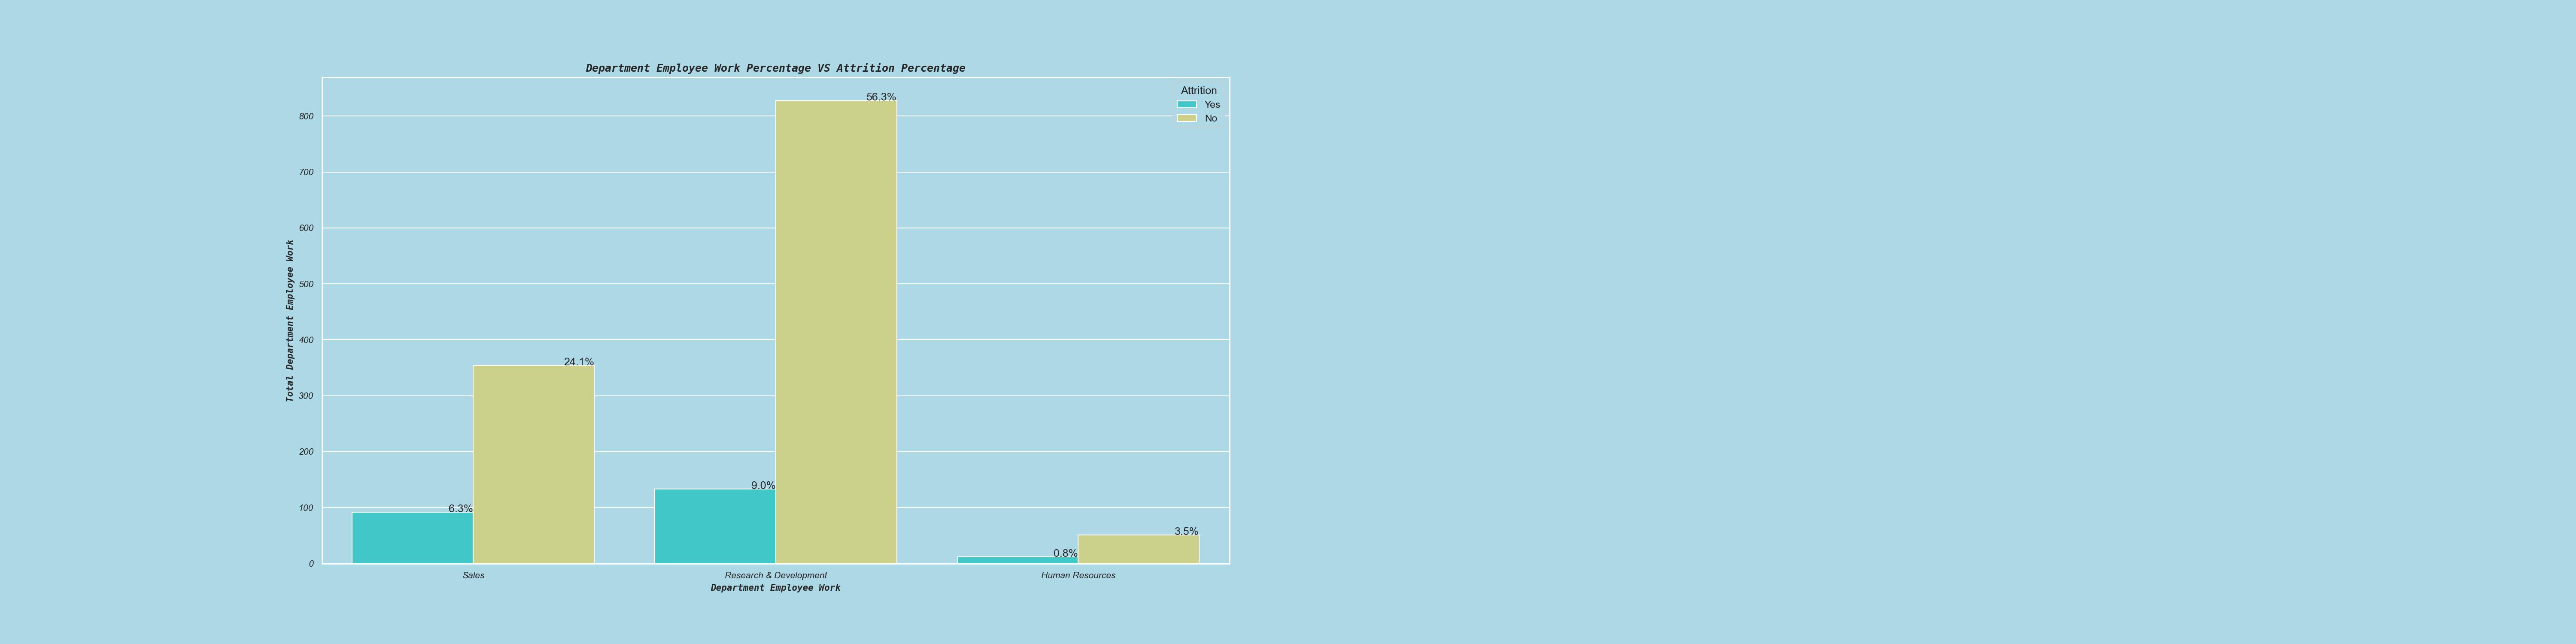 Department Employee Work Percentage VS Attrition Percentage
Attrition
Yes
No
56.3%
24.1%
9.0%
6.3%
3.5%
0.8%
800
700
600
500
400
300
200
100
0
Total Department Employee Work
Sales
Research & Development
Human Resources
Department Employee Work